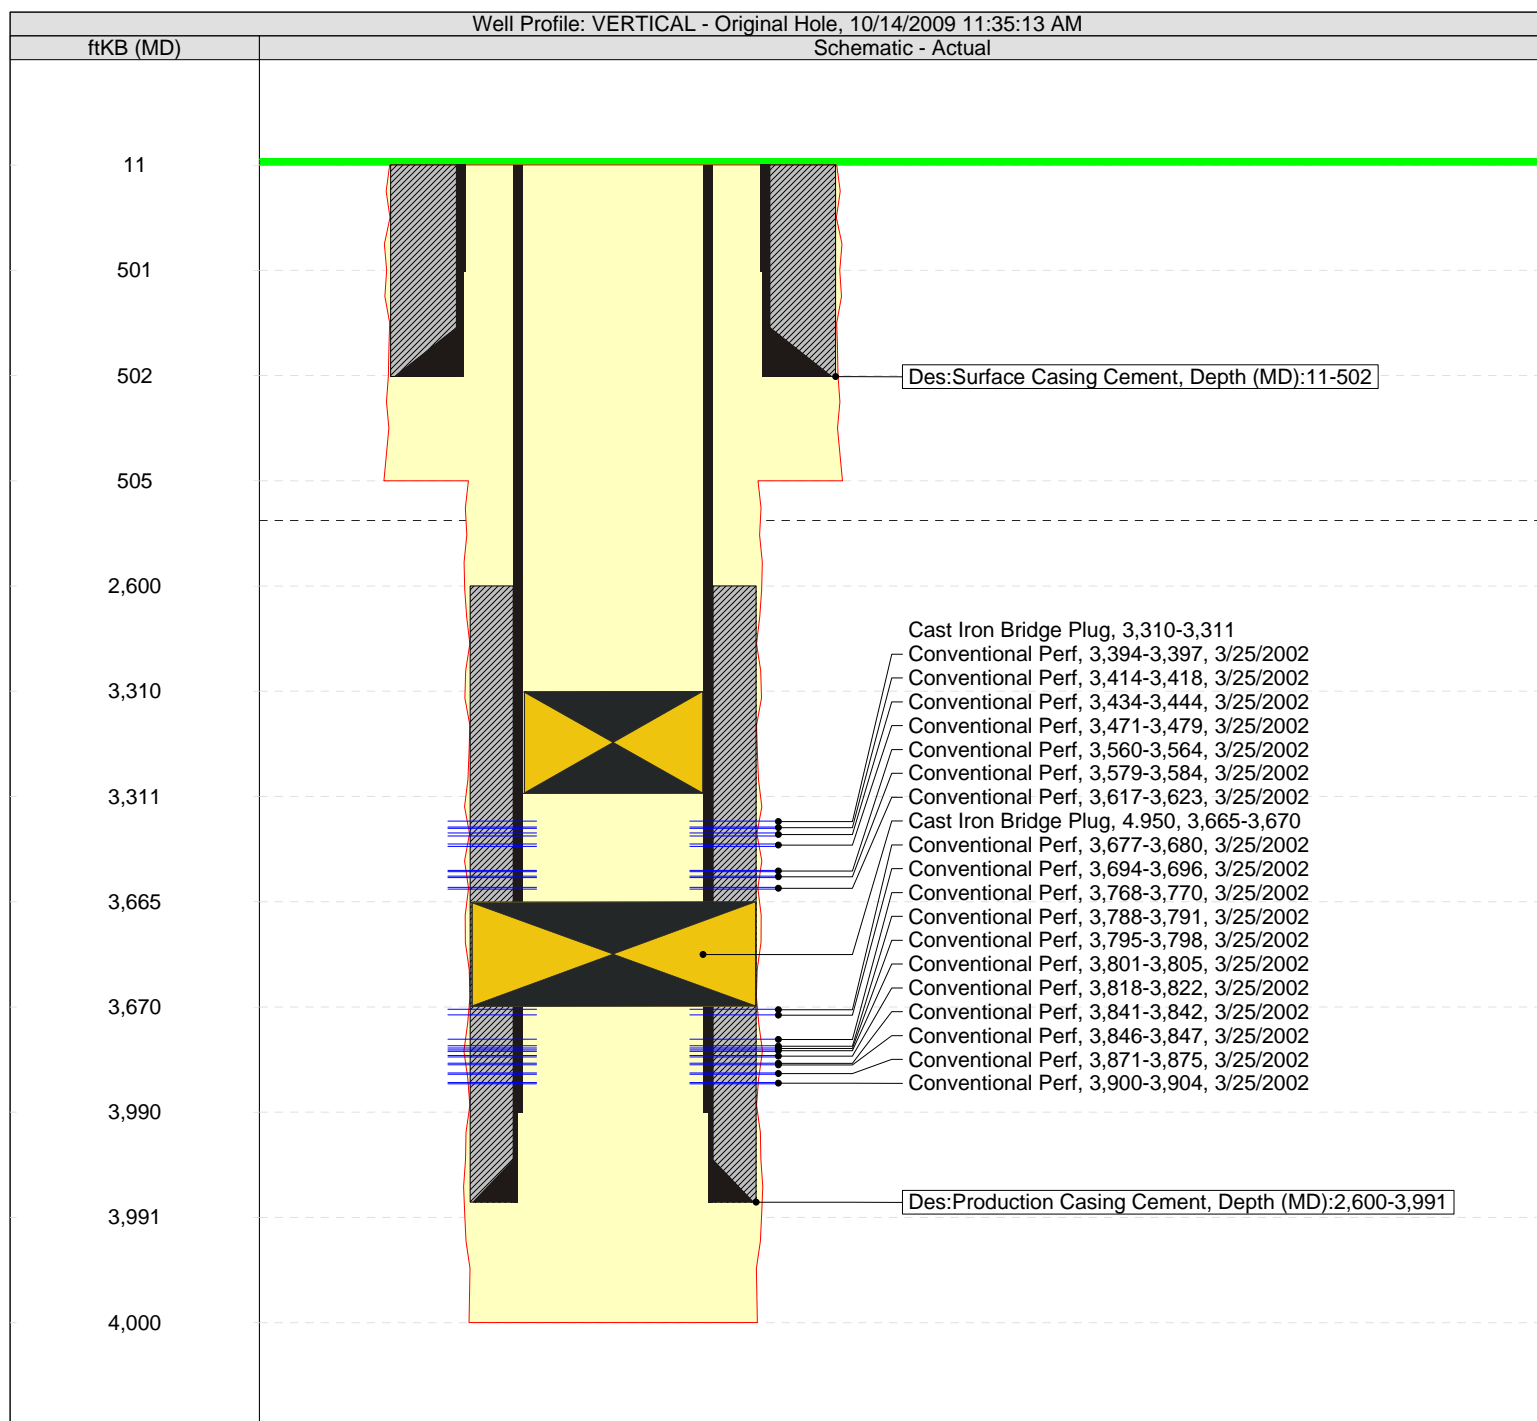 Well Profile: VERTICAL - Original Hole, 10/14/2009 11:35:13 AM
ftKB (MD)
Schematic - Actual
11
501
502
Des:Surface Casing Cement, Depth (MD):11-502
505
2,600
Cast Iron Bridge Plug, 3,310-3,311
Conventional Perf, 3,394-3,397, 3/25/2002
Conventional Perf, 3,414-3,418, 3/25/2002
3,310
Conventional Perf, 3,434-3,444, 3/25/2002
Conventional Perf, 3,471-3,479, 3/25/2002
Conventional Perf, 3,560-3,564, 3/25/2002
Conventional Perf, 3,579-3,584, 3/25/2002
3,311
Conventional Perf, 3,617-3,623, 3/25/2002
Cast Iron Bridge Plug, 4.950, 3,665-3,670
Conventional Perf, 3,677-3,680, 3/25/2002
Conventional Perf, 3,694-3,696, 3/25/2002
Conventional Perf, 3,768-3,770, 3/25/2002
3,665
Conventional Perf, 3,788-3,791, 3/25/2002
Conventional Perf, 3,795-3,798, 3/25/2002
Conventional Perf, 3,801-3,805, 3/25/2002
Conventional Perf, 3,818-3,822, 3/25/2002
3,670
Conventional Perf, 3,841-3,842, 3/25/2002
Conventional Perf, 3,846-3,847, 3/25/2002
Conventional Perf, 3,871-3,875, 3/25/2002
Conventional Perf, 3,900-3,904, 3/25/2002
3,990
Des:Production Casing Cement, Depth (MD):2,600-3,991
3,991
4,000